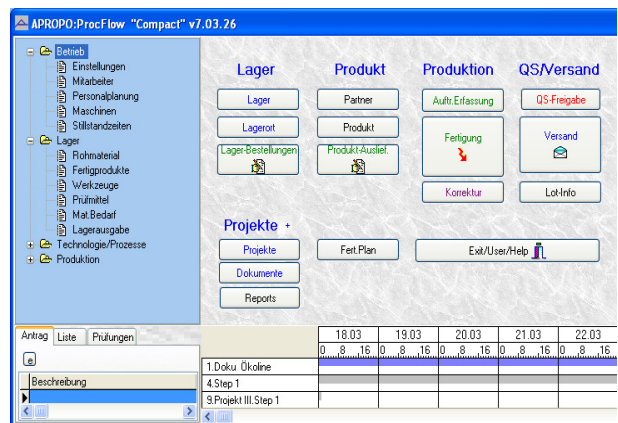 APROPO:ProcFlow "Compact" v7.03.26
Betrieb
Einstellungen
Mitarbeiter
Personalplanung
Maschinen
Stillstandzeiten
Lager
Rohmaterial
Fertigprodukte
Werkzeuge
Prüfmittel
Mat.Bedarf
Lagerausgabe
Technologie/Prozesse
Produktion
Lager Produkt Produktion QS/Versand
Lager Partner Auftr.Erfassung QS-Freigabe
Lagerort Produkt Fertigung Versand
Lager-Bestellungen Produkt-Auslief.
Korrektur Lot-Info
Projekte +
Projekte Fert.Plan Exit/User/Help
Dokumente
Reports
Antrag Liste Prüfungen
e
Beschreibung
18.03 19.03 20.03 21.03 22.03
0 8 16 0 8 16 0 8 16 0 8 16 0 8 16
1.Doku Ökoline
4.Step 1
9.Projekt III.Step 1